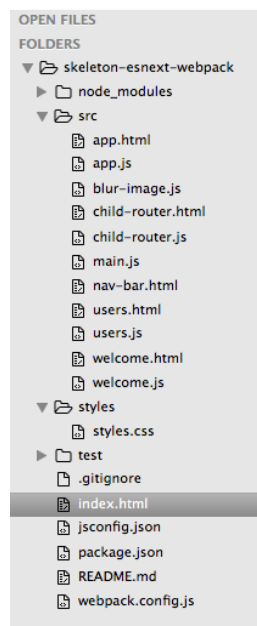 OPEN FILES
FOLDERS
skeleton-esnext-webpack
node_modules
src
app.html
app.js
blur-image.js
child-router.html
child-router.js
main.js
nav-bar.html
users.html
users.js
welcome.html
welcome.js
styles
styles.css
test
.gitignore
index.html
jsconfig.json
package.json
README.md
webpack.config.js